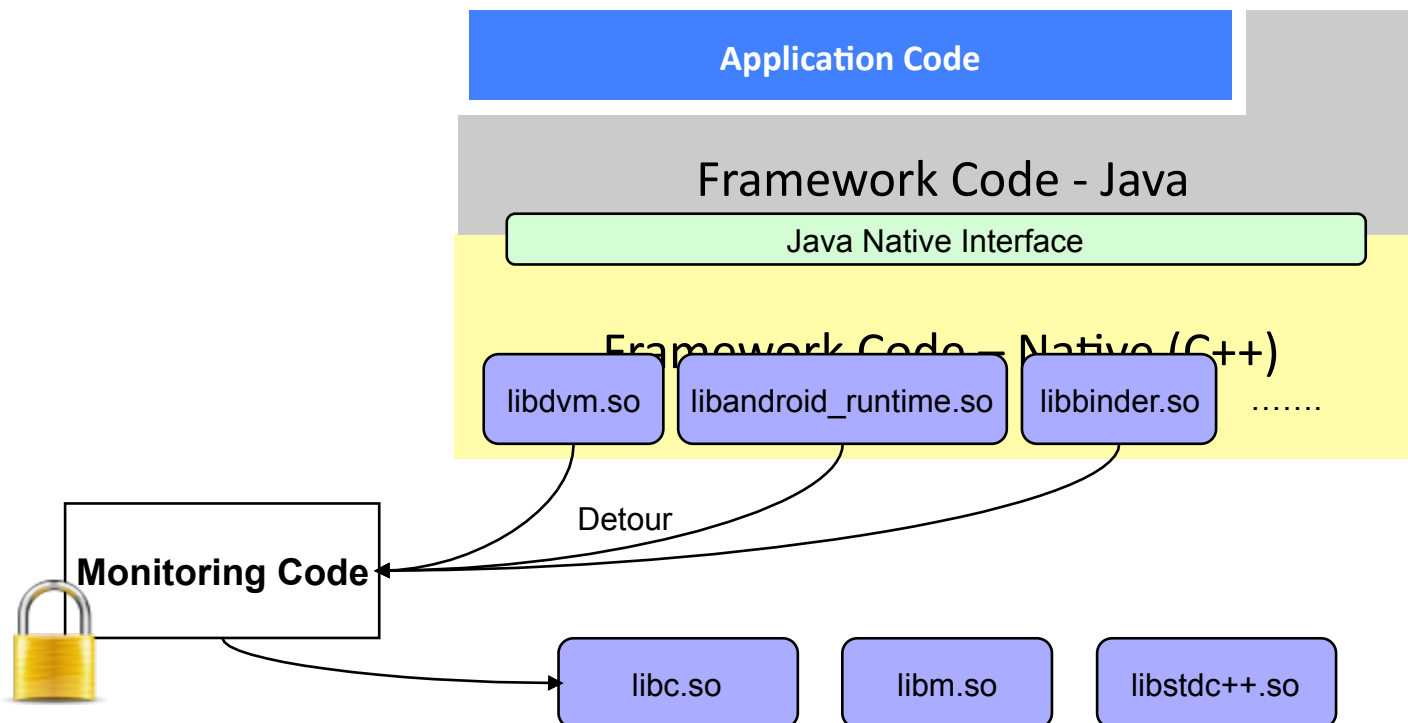 Application Code
Framework Code - Java
Java Native Interface
Framework Code – Native (C++)
libdvm.so
libandroid_runtime.so
libbinder.so
.......
Detour
Monitoring Code
libc.so
libm.so
libstdc++.so